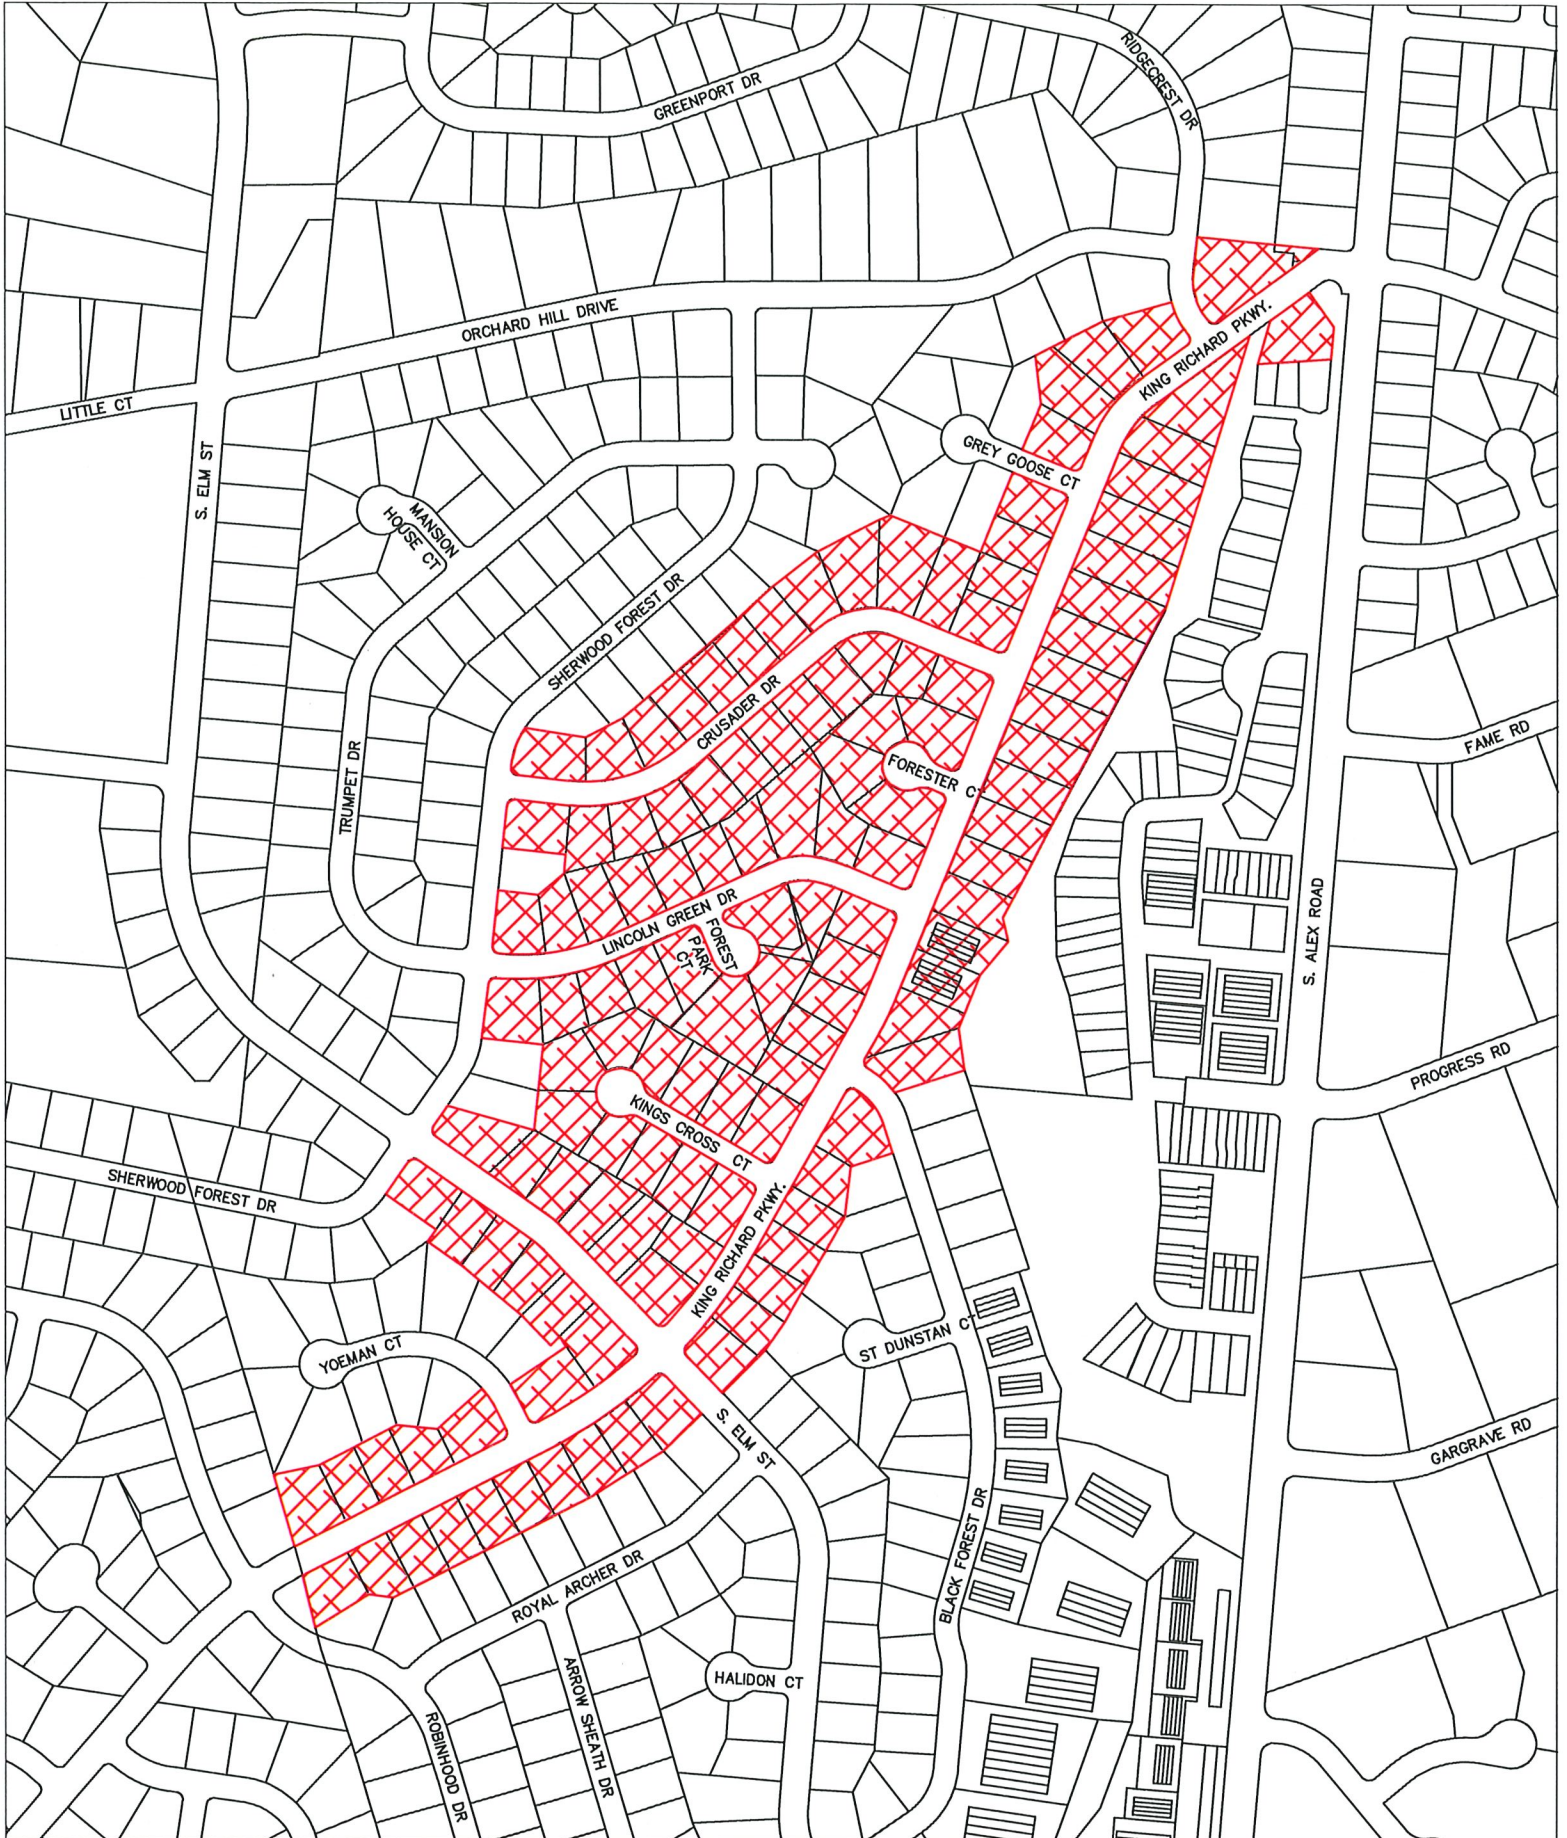 RIDGECREST DR
GREENPORT DR
ORCHARD HILL DRIVE
KING RICHARD PKWY.
LITTLE CT
GREY GOOSE CT
S. ELM ST
MANSION
HOUSE CT
SHERWOOD FOREST DR
CRUSADER DR
FORESTER CT
FAME RD
TRUMPET DR
LINCOLN GREEN DR
FOREST
PARK
CT
S. ALEX ROAD
PROGRESS RD
KINGS CROSS CT
SHERWOOD FOREST DR
KING RICHARD PKWY.
YOEMAN CT
ST DUNSTAN CT
S. ELM ST
GARGRAVE RD
BLACK FOREST DR
ROYAL ARCHER DR
HALIDON CT
ARROW SHEATH DR
ROBINHOOD DR